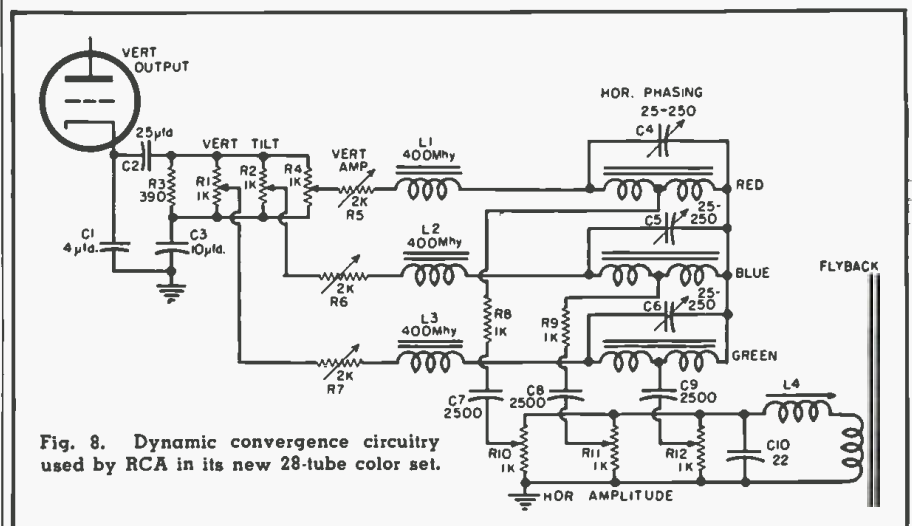 VERT
OUTPUT
25μfd
C2
VERT TILT
R3
390
R1
1K
R2
1K
R4
1K
VERT
AMP.
2K
R5
L1
400Mhy
HOR. PHASING
25-250
C4
RED
C1
4μfd.
C3
10μfd.
2K
R6
L2
400Mhy
C5
25-
250
BLUE
FLYBACK
2K
R7
L3
400Mhy
R8
1K
R9
1K
C6
25-
250
GREEN
C7
2500
C8
2500
C9
2500
L4
R10
1K
R11
1K
R12
1K
C10
22
HOR AMPLITUDE
Fig. 8. Dynamic convergence circuitry
used by RCA in its new 28-tube color set.